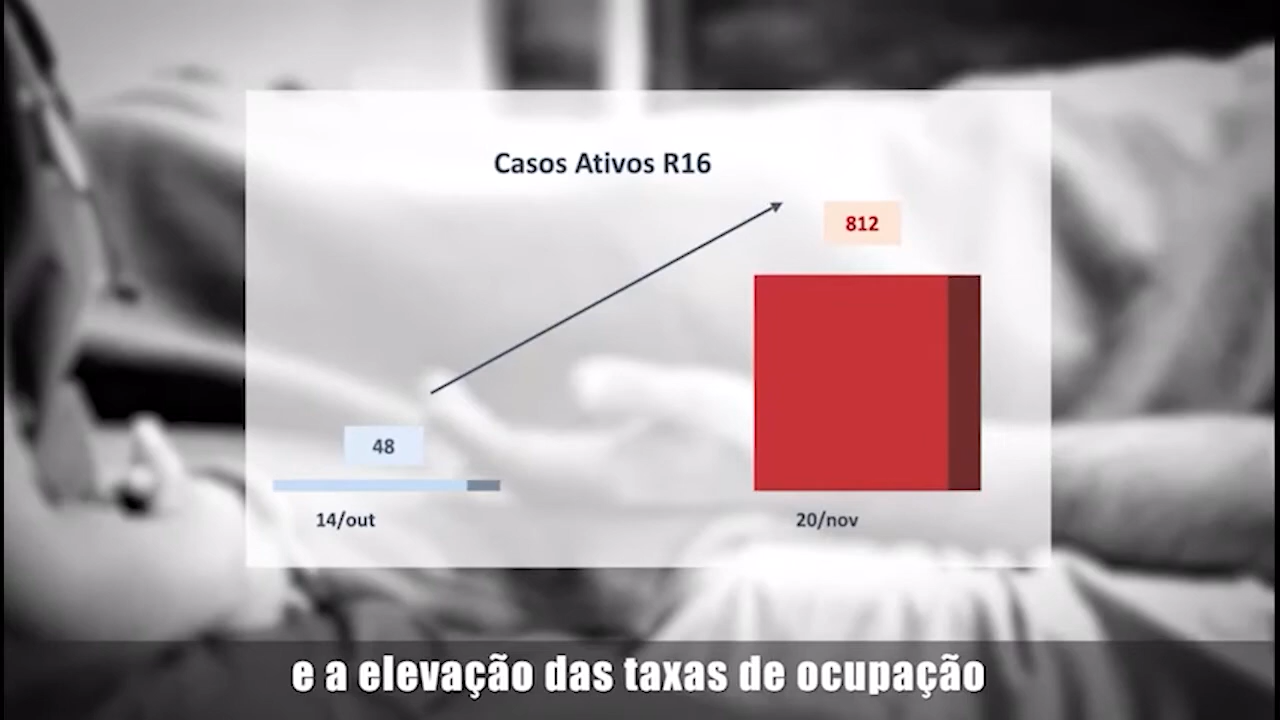 Casos Ativos R16
812
48
14/out
20/nov
e a elevação das taxas de ocupação